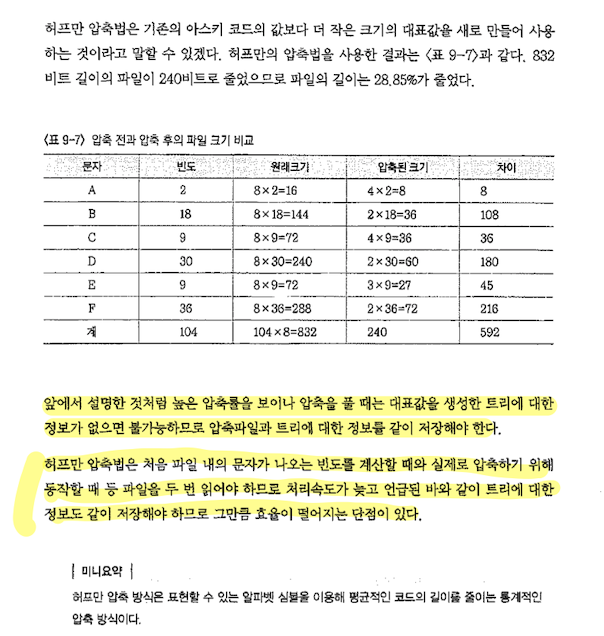 허프만 압축법은 기존의 아스키 코드의 값보다 더 작은 크기의 대표값을 새로 만들어 사용
하는 것이라고 말할 수 있겠다. 허프만의 압축법을 사용한 결과는 〈표 9-7〉과 같다. 832
비트 길이의 파일이 240비트로 줄었으므로 파일의 길이는 28.85%가 줄었다.
〈표 9-7〉 압축 전과 압축 후의 파일 크기 비교
문자 빈도 원래크기 압축된 크기 차이
A 2 8×2=16 4×2=8 8
B 18 8×18=144 2×18=36 108
C 9 8×9=72 4×9=36 36
D 30 8×30=240 2×30=60 180
E 9 8×9=72 3×9=27 45
F 36 8×36=288 2×36=72 216
계 104 104×8=832 240 592
앞에서 설명한 것처럼 높은 압축률을 보이나 압축을 풀 때는 대표값을 생성한 트리에 대한
정보가 없으면 불가능하므로 압축파일과 트리에 대한 정보를 같이 저장해야 한다.
허프만 압축법은 처음 파일 내의 문자가 나오는 빈도를 계산할 때와 실제로 압축하기 위해
동작할 때 등 파일을 두 번 읽어야 하므로 처리속도가 늦고 언급된 바와 같이 트리에 대한
정보도 같이 저장해야 하므로 그만큼 효율이 떨어지는 단점이 있다.
미니요약
허프만 압축 방식은 표현할 수 있는 알파벳 심볼을 이용해 평균적인 코드의 길이를 줄이는 통계적인
압축 방식이다.